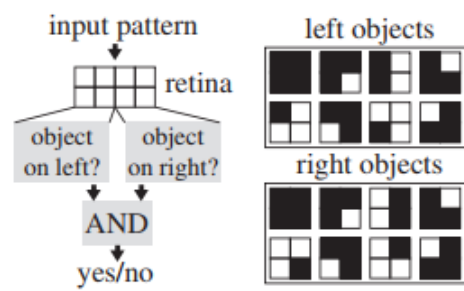 input pattern
retina
object
on left?
object
on right?
AND
yes/no
left objects
right objects